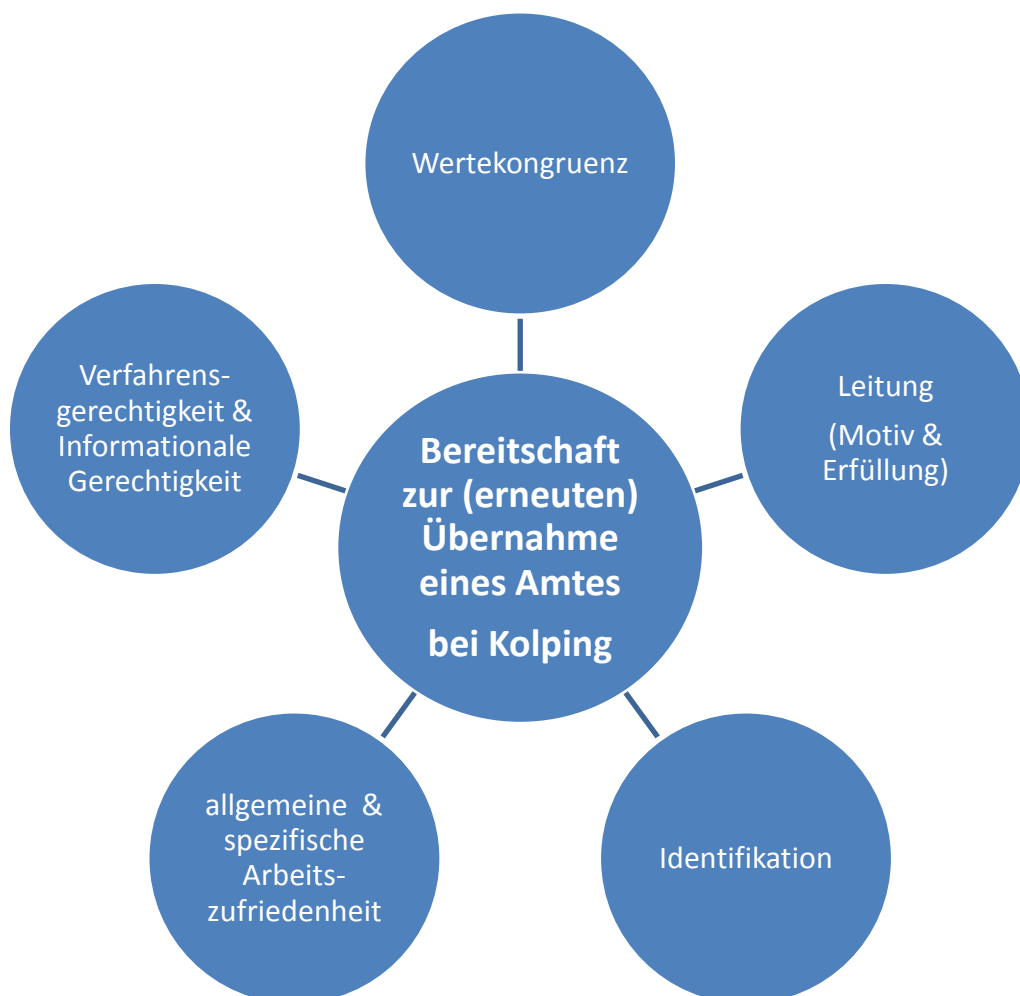 Wertekongruenz
Verfahrens-
gerechtigkeit &
Informationale
Gerechtigkeit
Leitung
(Motiv &
Erfüllung)
Bereitschaft
zur (erneuten)
Übernahme
eines Amtes
bei Kolping
allgemeine &
spezifische
Arbeits-
zufriedenheit
Identifikation